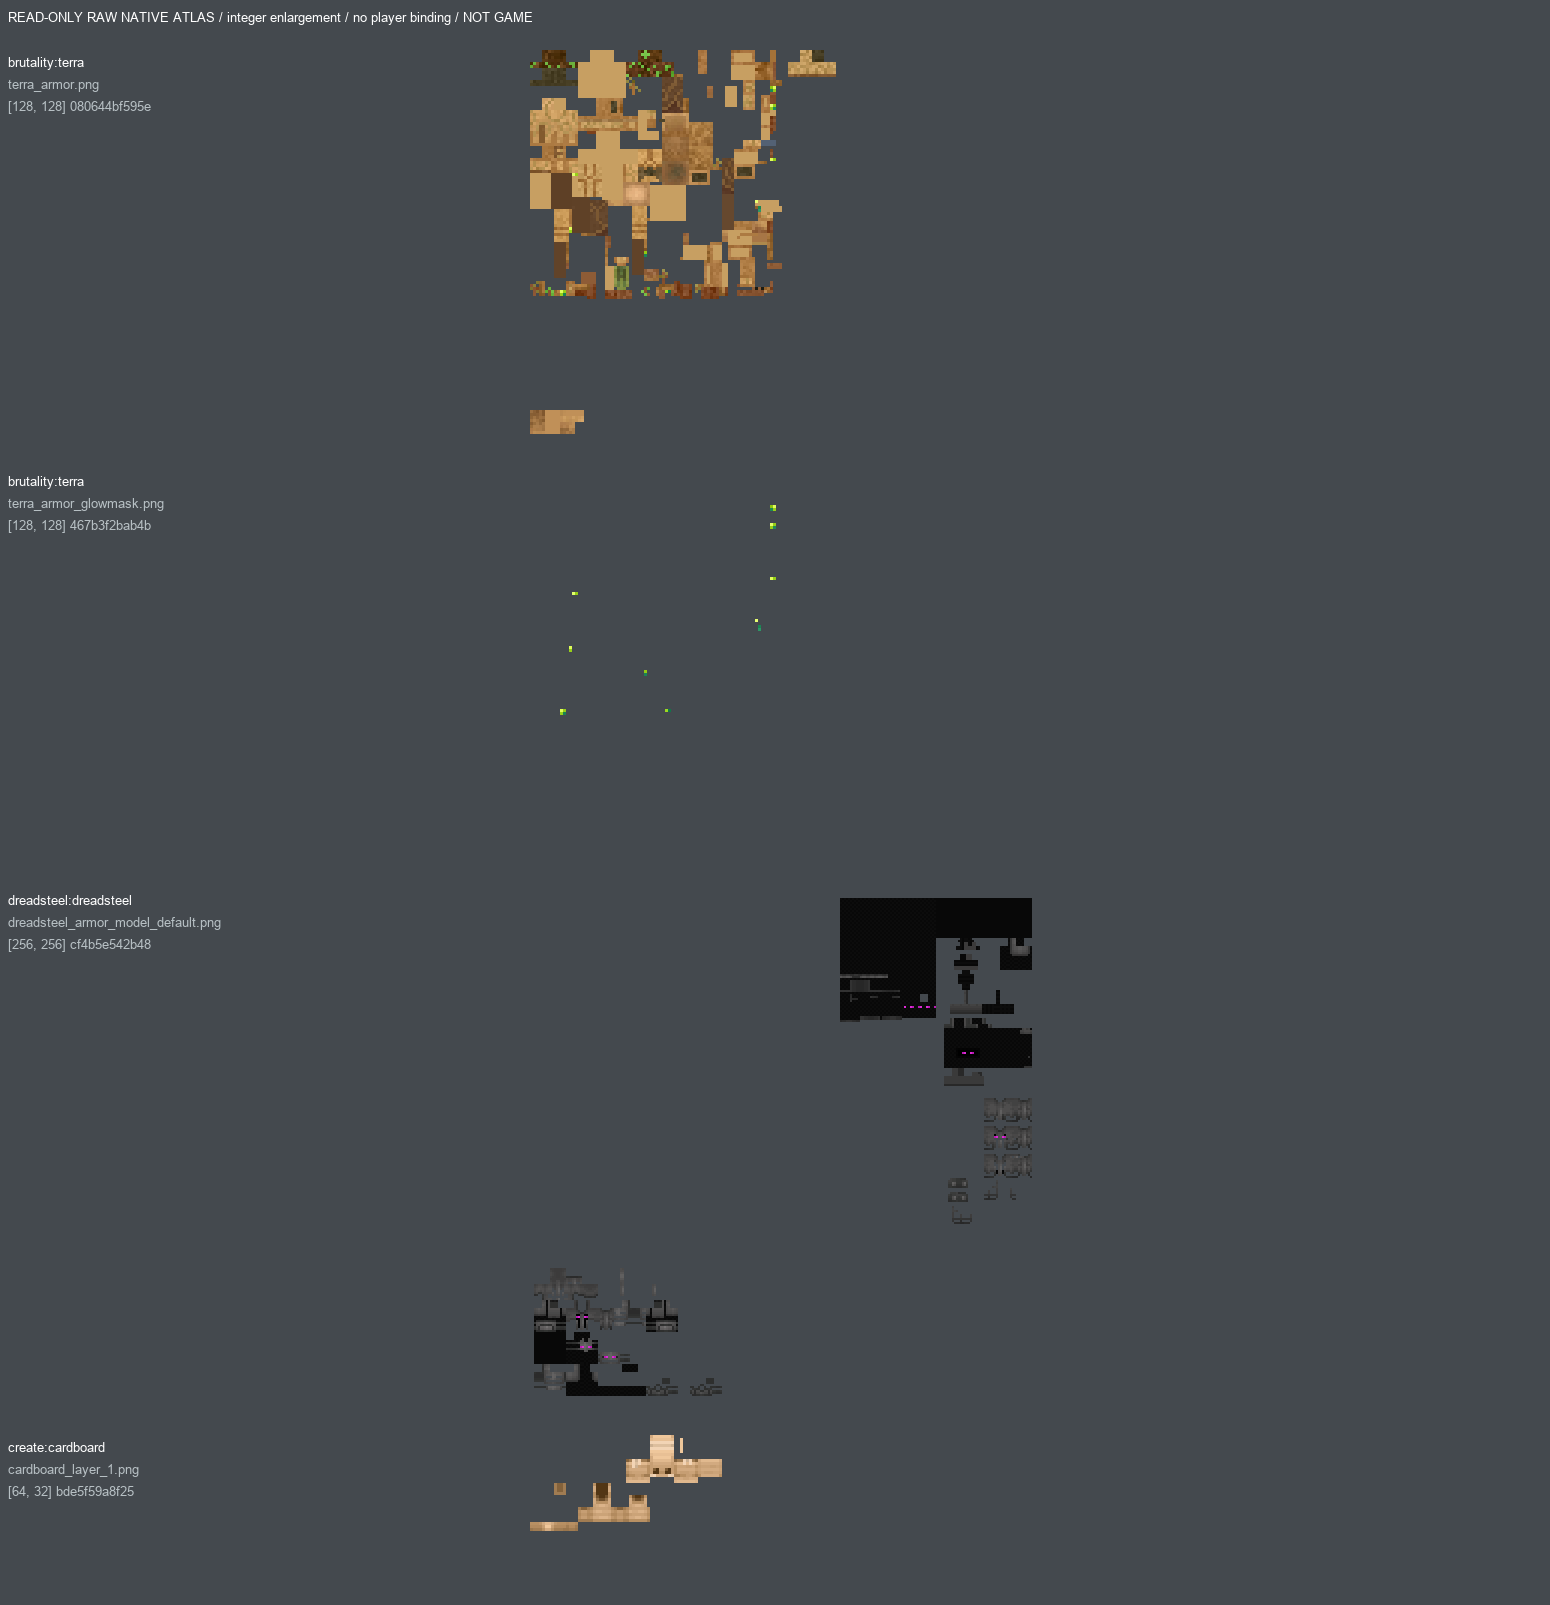 READ-ONLY RAW NATIVE ATLAS / integer enlargement / no player binding / NOT GAME
brutality:terra
terra_armor.png
[128, 128] 080644bf595e
brutality:terra
terra_armor_glowmask.png
[128, 128] 467b3f2bab4b
dreadsteel:dreadsteel
dreadsteel_armor_model_default.png
[256, 256] cf4b5e542b48
create:cardboard
cardboard_layer_1.png
[64, 32] bde5f59a8f25